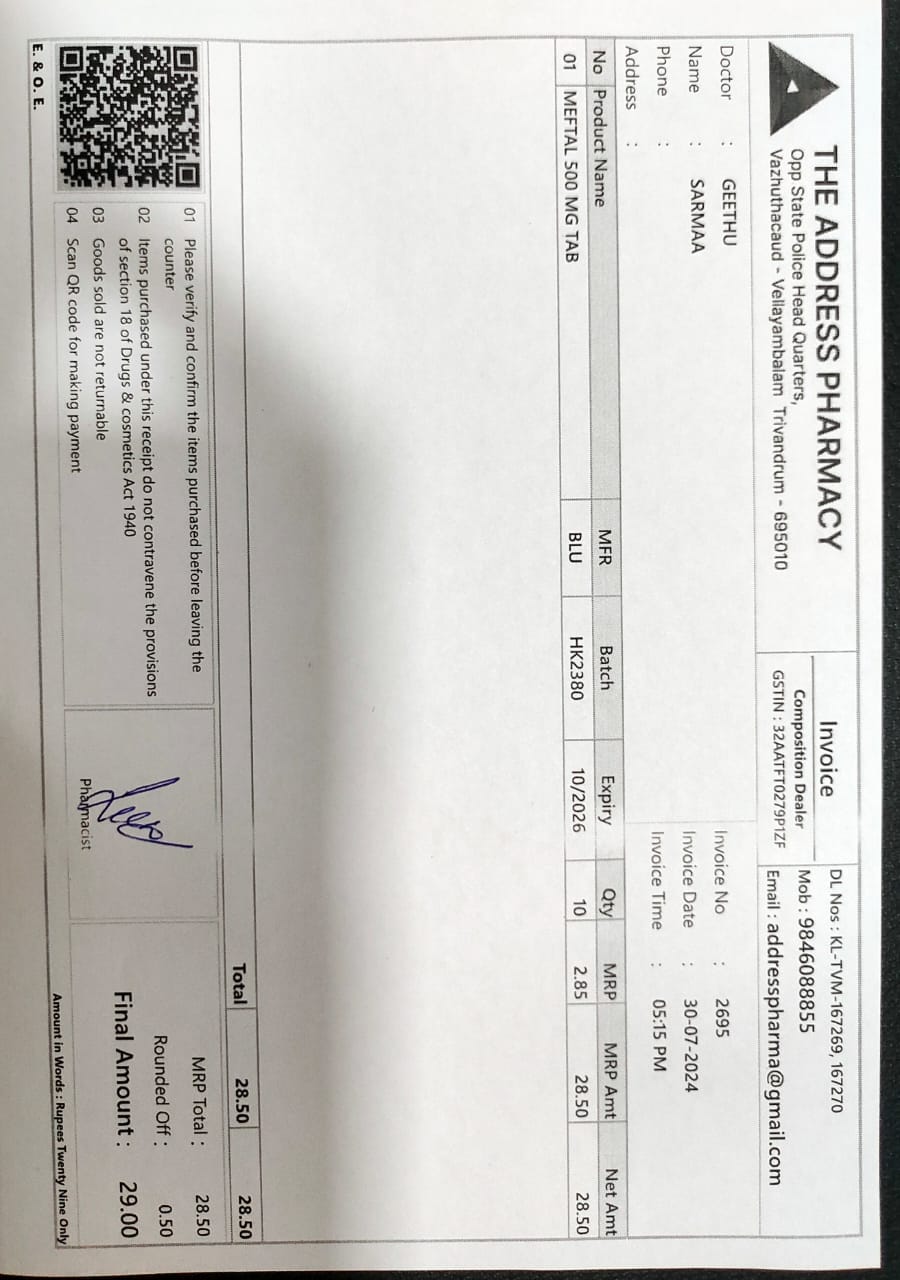 THE ADDRESS PHARMACY
Opp State Police Head Quarters,
Vazhuthacaud - Vellayambalam Trivandrum - 695010
Invoice
Composition Dealer
GSTIN : 32AATFT0279P1ZF
DL Nos : KL-TVM-167269, 167270
Mob : 9846088855
Email : addresspharma@gmail.com
Doctor : GEETHU
Name : SARMAA
Phone :
Address :
Invoice No : 2695
Invoice Date : 30-07-2024
Invoice Time : 05:15 PM
No Product Name MFR Batch Expiry Qty MRP MRP Amt Net Amt
01 MEFTAL 500 MG TAB BLU HK2380 10/2026 10 2.85 28.50 28.50
Total 28.50 28.50
01 Please verify and confirm the items purchased before leaving the
counter
02 Items purchased under this receipt do not contravene the provisions
of section 18 of Drugs & cosmetics Act 1940
03 Goods sold are not returnable
04 Scan QR code for making payment
Pharmacist
MRP Total : 28.50
Rounded Off : 0.50
Final Amount : 29.00
Amount in Words : Rupees Twenty Nine Only
E. & O. E.